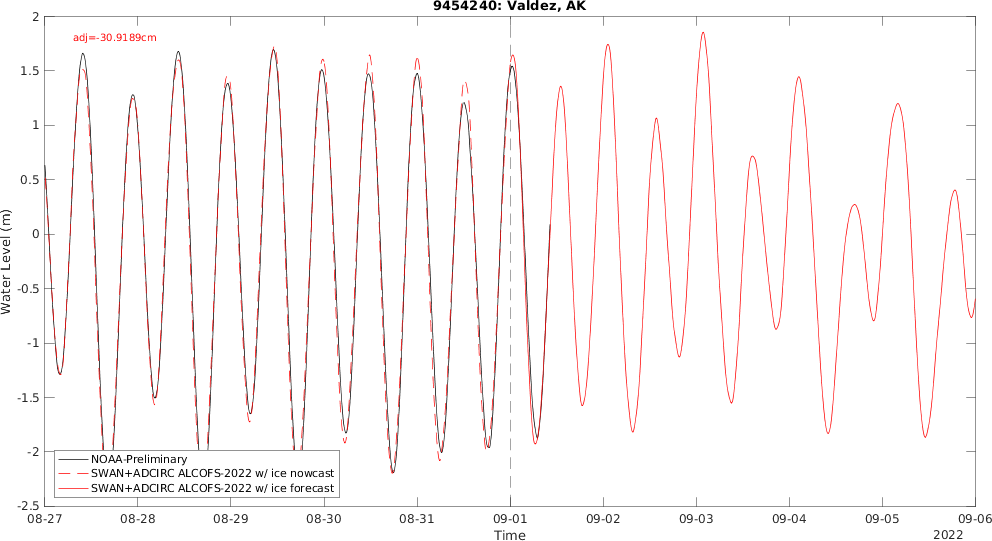 9454240: Valdez, AK
adj=-30.9189cm
2
1.5
1
0.5
0
-0.5
-1
-1.5
-2
-2.5
Water Level (m)
NOAA-Preliminary
SWAN+ADCIRC ALCOFS-2022 w/ ice nowcast
SWAN+ADCIRC ALCOFS-2022 w/ ice forecast
08-27 08-28 08-29 08-30 08-31 09-01 09-02 09-03 09-04 09-05 09-06
Time
2022